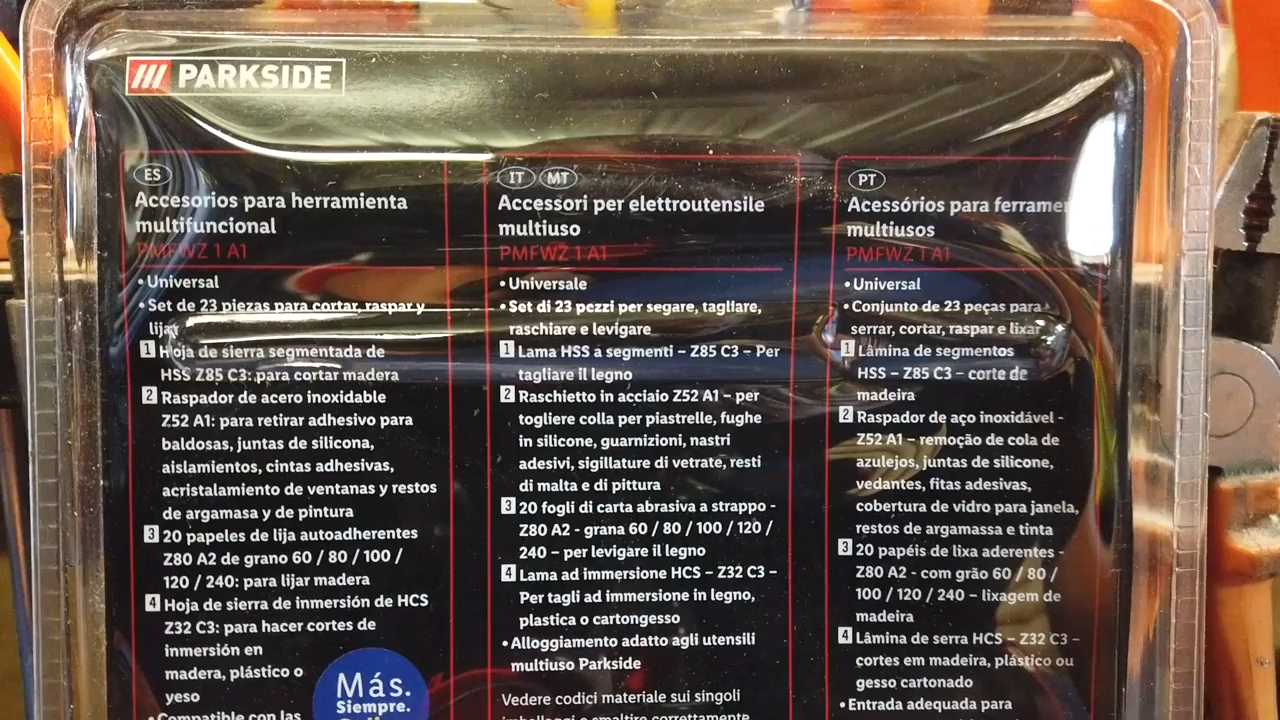 PARKSIDE
ES
Accesorios para herramienta
multifuncional
PMFWZ 1 A1
• Universal
• Set de 23 piezas para cortar, raspar y
lijar
1 Hoja de sierra segmentada de
HSS Z85 C3: para cortar madera
2 Raspador de acero inoxidable
Z52 A1: para retirar adhesivo para
baldosas, juntas de silicona,
aislamientos, cintas adhesivas,
acristalamiento de ventanas y restos
de argamasa y de pintura
3 20 papeles de lija autoadherentes
Z80 A2 de grano 60 / 80 / 100 /
120 / 240: para lijar madera
4 Hoja de sierra de inmersión de HCS
Z32 C3: para hacer cortes de
inmersión en
madera, plástico o
yeso
• Compatible con las
Más.
Siempre.
IT MT
Accessori per elettroutensile
multiuso
PMFWZ 1 A1
• Universale
• Set di 23 pezzi per segare, tagliare,
raschiare e levigare
1 Lama HSS a segmenti – Z85 C3 – Per
tagliare il legno
2 Raschietto in acciaio Z52 A1 – per
togliere colla per piastrelle, fughe
in silicone, guarnizioni, nastri
adesivi, sigillature di vetrate, resti
di malta e di pittura
3 20 fogli di carta abrasiva a strappo -
Z80 A2 - grana 60 / 80 / 100 / 120 /
240 – per levigare il legno
4 Lama ad immersione HCS – Z32 C3 –
Per tagli ad immersione in legno,
plastica o cartongesso
• Alloggiamento adatto agli utensili
multiuso Parkside
Vedere codici materiale sui singoli
imballaggi e smaltire correttamente
PT
Acessórios para
multiusos
PMFWZ 1 A1
• Universal
• Conjunto de 23 peças para
serrar, cortar, raspar e lixar
1 Lâmina de segmentos
HSS – Z85 C3 – corte de
madeira
2 Raspador de aço inoxidável -
Z52 A1 – remoção de cola de
azulejos, juntas de silicone,
vedantes, fitas adesivas,
cobertura de vidro para janela,
restos de argamassa e tinta
3 20 papéis de lixa aderentes -
Z80 A2 - com grão 60 / 80 /
100 / 120 / 240 – lixagem de
madeira
4 Lâmina de serra HCS – Z32 C3 –
cortes em madeira, plástico ou
gesso cartonado
• Entrada adequada para